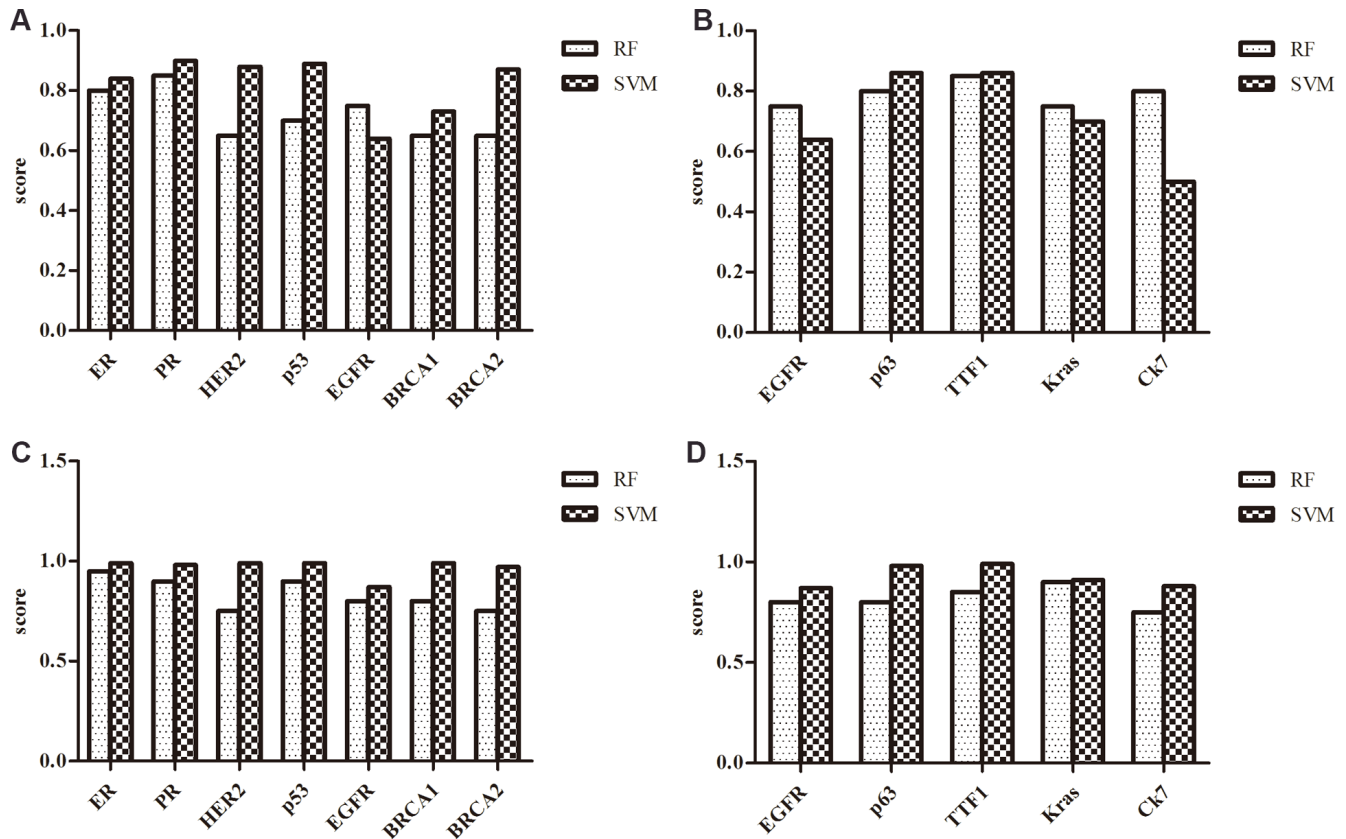 A
1.0
0.8
0.6
0.4
0.2
0.0
score
ER
PR
HER2
p53
EGFR
BRCA1
BRCA2
RF
SVM
B
1.0
0.8
0.6
0.4
0.2
0.0
score
EGFR
p63
TTF1
Kras
Ck7
RF
SVM
C
1.5
1.0
0.5
0.0
score
ER
PR
HER2
p53
EGFR
BRCA1
BRCA2
RF
SVM
D
1.5
1.0
0.5
0.0
score
EGFR
p63
TTF1
Kras
Ck7
RF
SVM